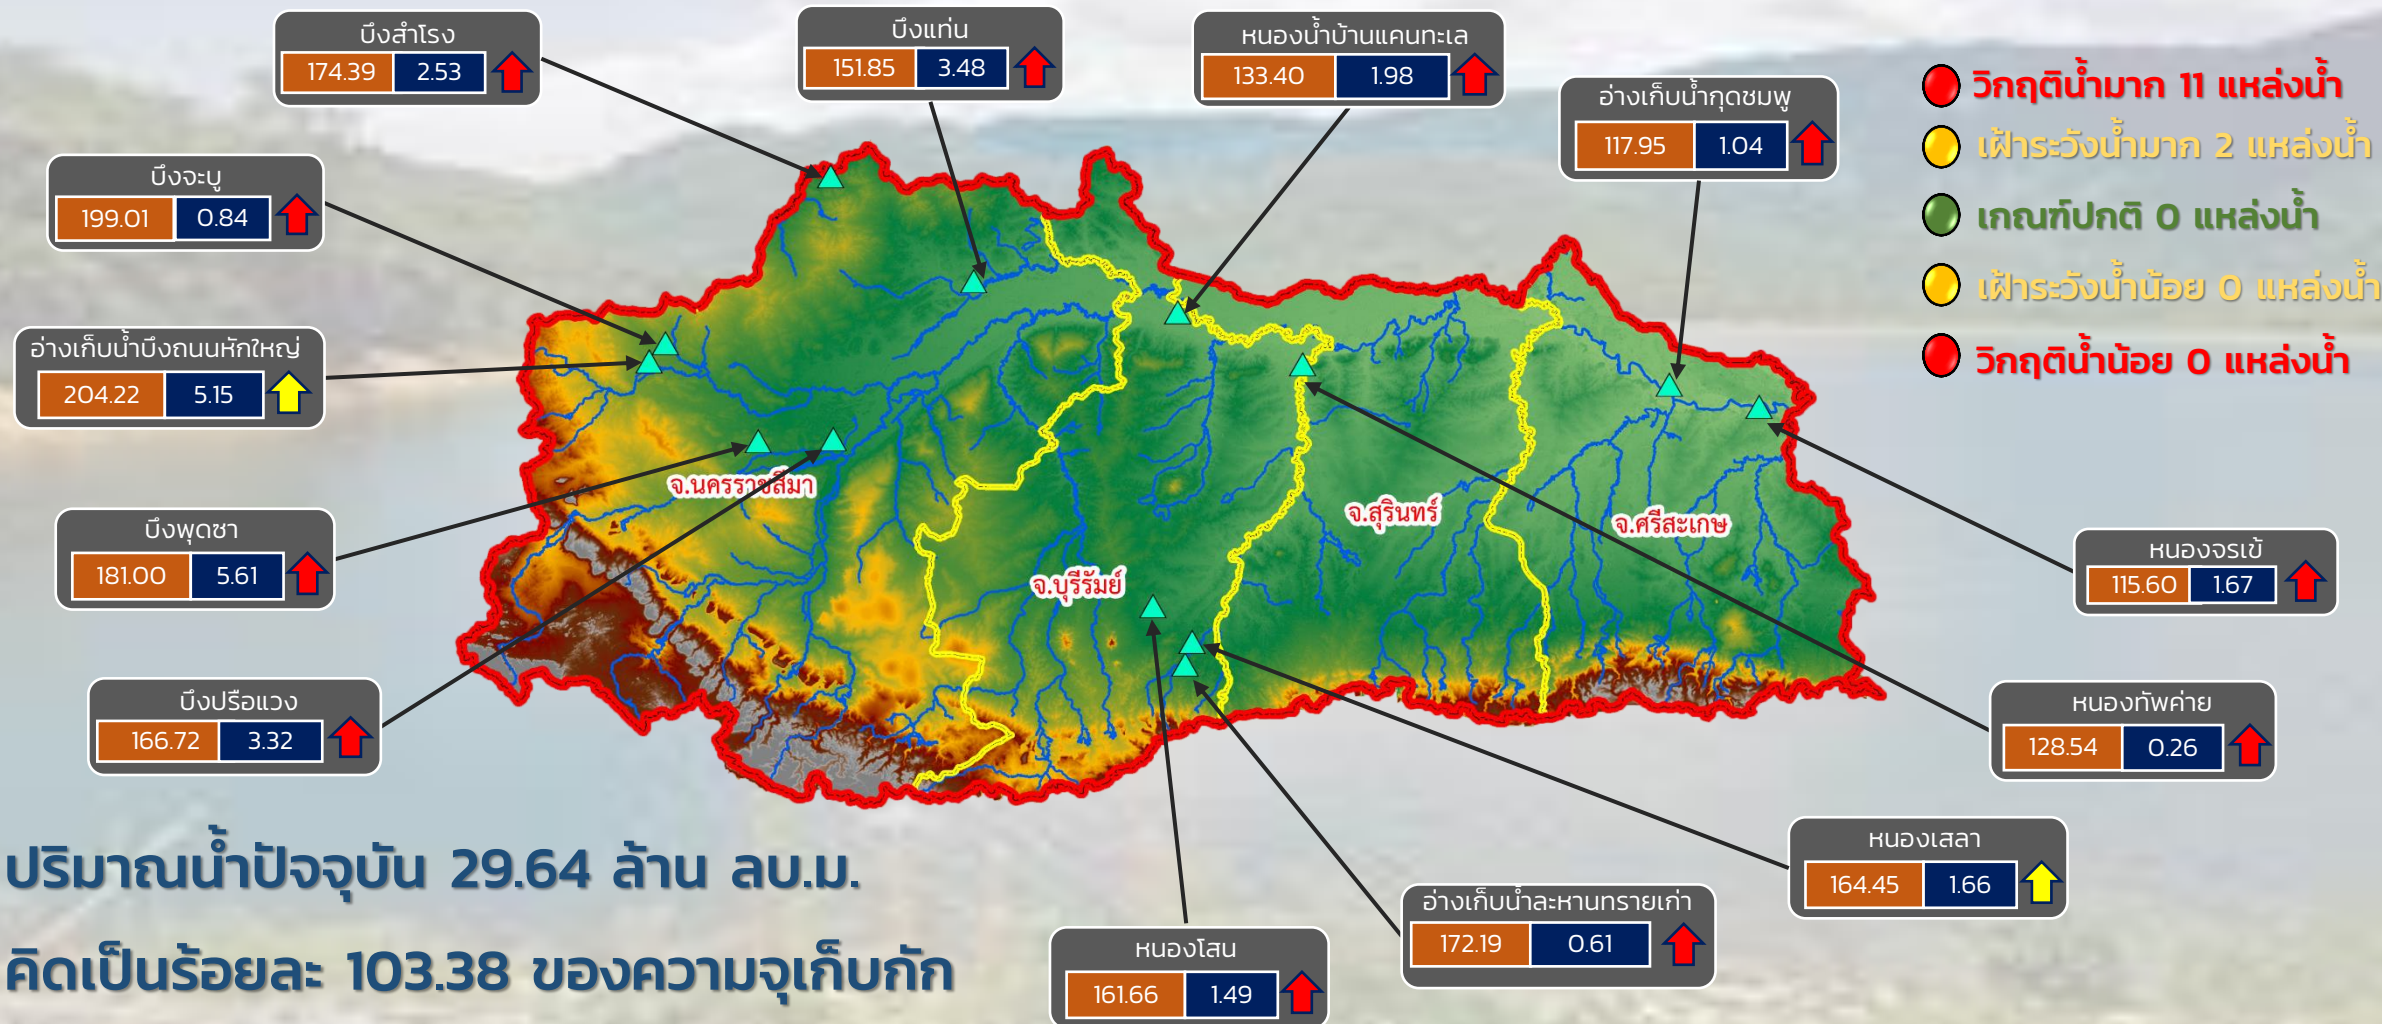 บึงสำโรง
174.39 2.53
บึงแท่น
151.85 3.48
หนองน้ำบ้านแคนทะเล
133.40 1.98
อ่างเก็บน้ำกุดชมพู
117.95 1.04
วิกฤติน้ำมาก 11 แหล่งน้ำ
เฝ้าระวังน้ำมาก 2 แหล่งน้ำ
เกณฑ์ปกติ 0 แหล่งน้ำ
เฝ้าระวังน้ำน้อย 0 แหล่งน้ำ
วิกฤติน้ำน้อย 0 แหล่งน้ำ
บึงจะบู
199.01 0.84
อ่างเก็บน้ำบึงถนนหักใหญ่
204.22 5.15
บึงพุดซา
181.00 5.61
บึงปรือแวง
166.72 3.32
จ.นครราชสีมา
จ.บุรีรัมย์
จ.สุรินทร์
จ.ศรีสะเกษ
หนองจรเข้
115.60 1.67
หนองทัพค่าย
128.54 0.26
หนองเสลา
164.45 1.66
อ่างเก็บน้ำละหานทรายเก่า
172.19 0.61
หนองโสน
161.66 1.49
ปริมาณน้ำปัจจุบัน 29.64 ล้าน ลบ.ม.
คิดเป็นร้อยละ 103.38 ของความจุเก็บกัก